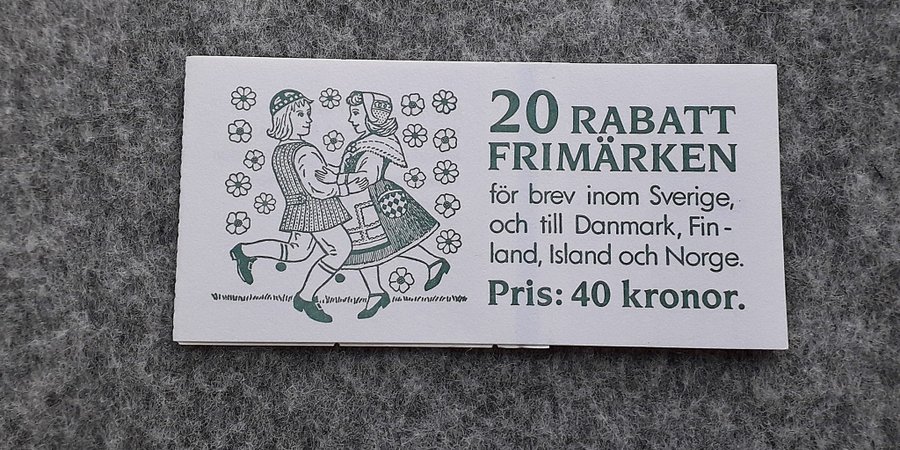 20 RABATT
FRIMÄRKEN
för brev inom Sverige,
och till Danmark, Fin-
land, Island och Norge.
Pris: 40 kronor.